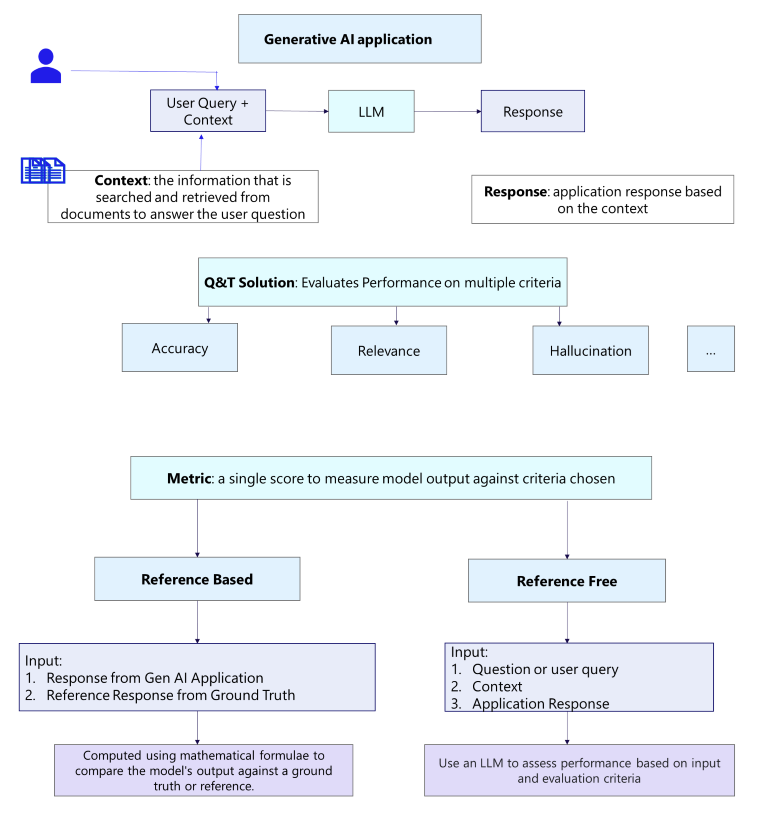 Generative AI application
User Query +
Context
LLM
Response
Context: the information that is
searched and retrieved from
documents to answer the user question
Response: application response based
on the context
Q&T Solution: Evaluates Performance on multiple criteria
Accuracy
Relevance
Hallucination
...
Metric: a single score to measure model output against criteria chosen
Reference Based
Reference Free
Input:
1. Response from Gen AI Application
2. Reference Response from Ground Truth
Input:
1. Question or user query
2. Context
3. Application Response
Computed using mathematical formulae to
compare the model's output against a ground
truth or reference.
Use an LLM to assess performance based on input
and evaluation criteria